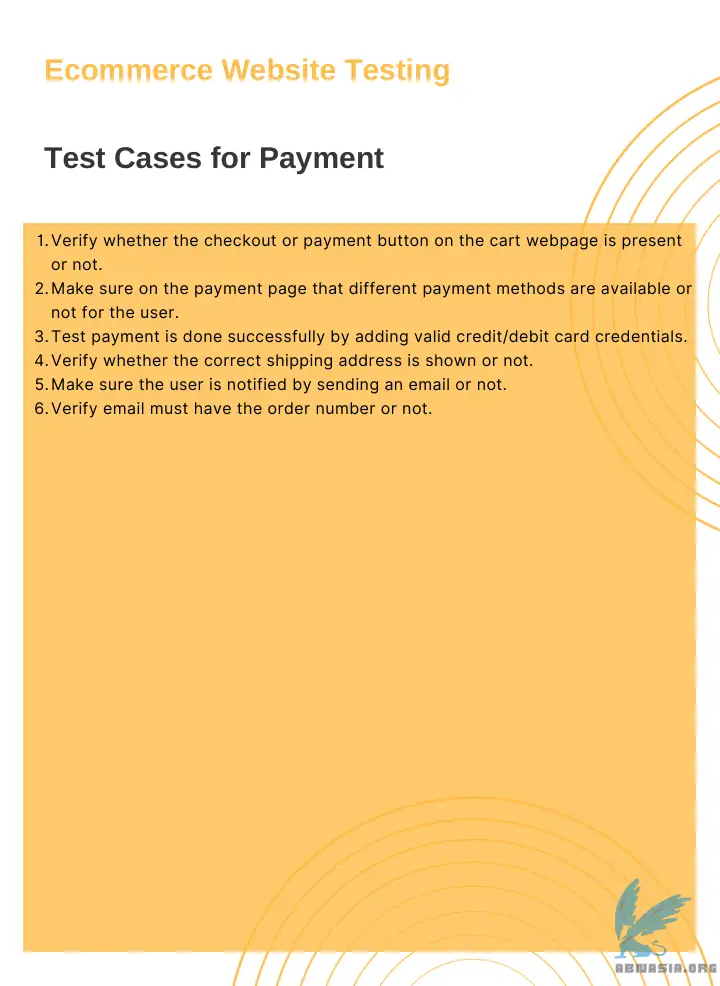 Ecommerce Website Testing
Test Cases for Payment
1. Verify whether the checkout or payment button on the cart webpage is present
or not.
2. Make sure on the payment page that different payment methods are available or
not for the user.
3. Test payment is done successfully by adding valid credit/debit card credentials.
4. Verify whether the correct shipping address is shown or not.
5. Make sure the user is notified by sending an email or not.
6. Verify email must have the order number or not.
ABWASIA.ORG